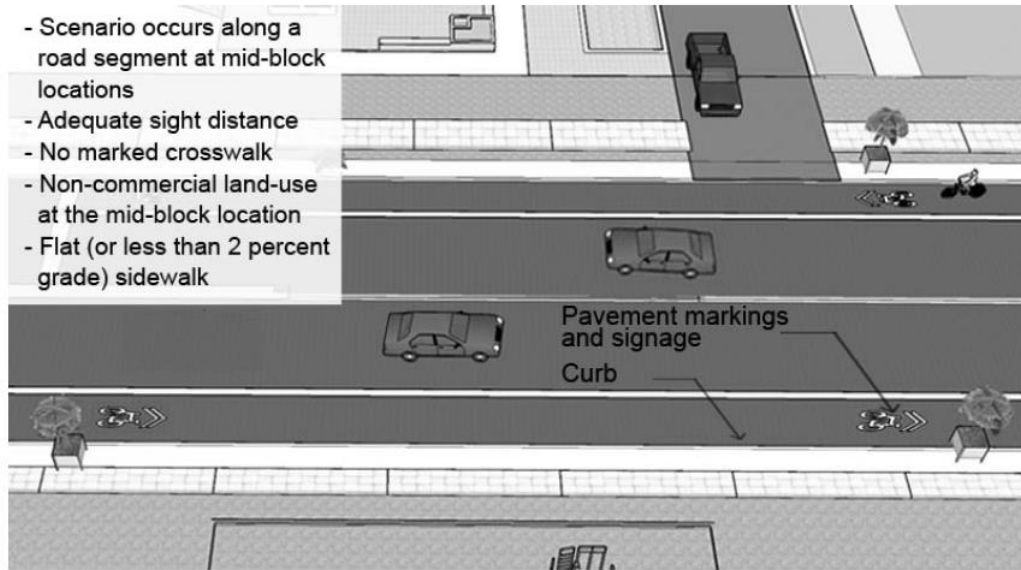 - Scenario occurs along a
road segment at mid-block
locations
- Adequate sight distance
- No marked crosswalk
- Non-commercial land-use
at the mid-block location
- Flat (or less than 2 percent
grade) sidewalk
Pavement markings
and signage
Curb